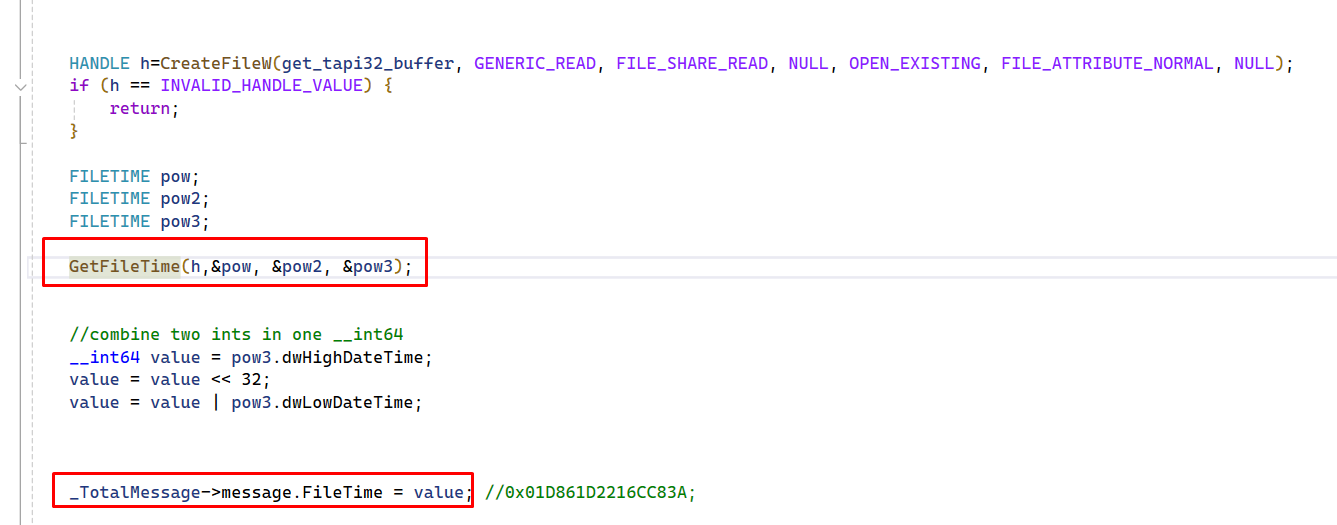 HANDLE h=CreateFileW(get_tapi32_buffer, GENERIC_READ, FILE_SHARE_READ, NULL, OPEN_EXISTING, FILE_ATTRIBUTE_NORMAL, NULL);
if (h == INVALID_HANDLE_VALUE) {
return;
}
FILETIME pow;
FILETIME pow2;
FILETIME pow3;
GetFileTime(h,&pow, &pow2, &pow3);
//combine two ints in one __int64
__int64 value = pow3.dwHighDateTime;
value = value << 32;
value = value | pow3.dwLowDateTime;
_TotalMessage->message.FileTime = value; //0x01D861D2216CC83A;